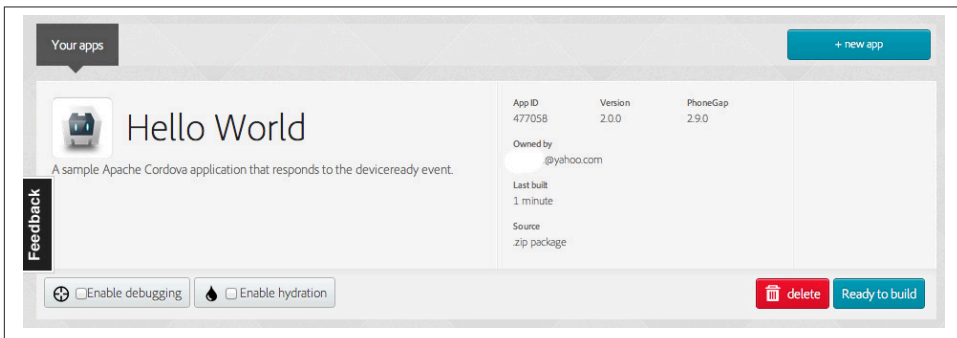 Your apps
+ new app
Hello World
A sample Apache Cordova application that responds to the deviceready event.
App ID
477058
Version
2.0.0
PhoneGap
2.9.0
Owned by
@yahoo.com
Last built
1 minute
Source
.zip package
Feedback
Enable debugging
Enable hydration
delete
Ready to build